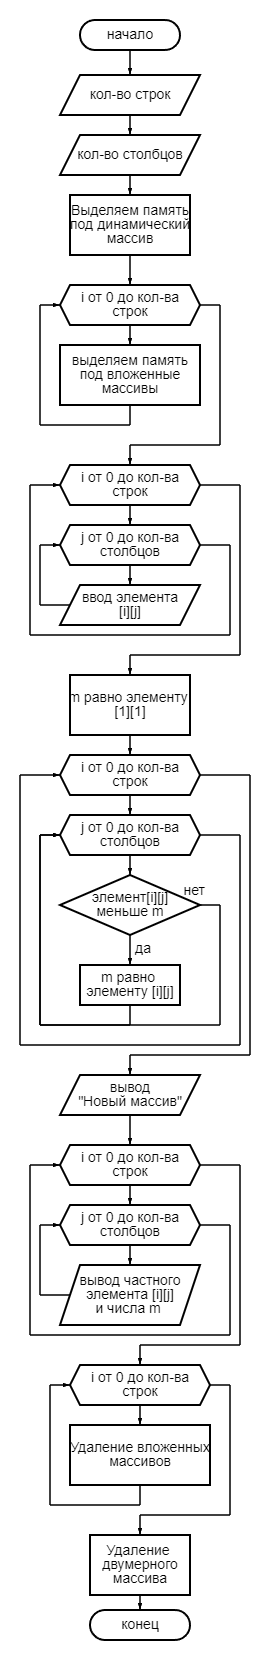 начало
кол-во строк
кол-во столбцов
Выделяем память
под динамический
массив
i от 0 до кол-ва
строк
выделяем память
под вложенные
массивы
i от 0 до кол-ва
строк
j от 0 до кол-ва
столбцов
ввод элемента
[i][j]
m равно элементу
[1][1]
i от 0 до кол-ва
строк
j от 0 до кол-ва
столбцов
элемент[i][j]
меньше m
нет
да
m равно
элементу [i][j]
вывод
"Новый массив"
i от 0 до кол-ва
строк
j от 0 до кол-ва
столбцов
вывод частного
элемента [i][j]
и числа m
i от 0 до кол-ва
строк
Удаление вложенных
массивов
Удаление
двумерного
массива
конец